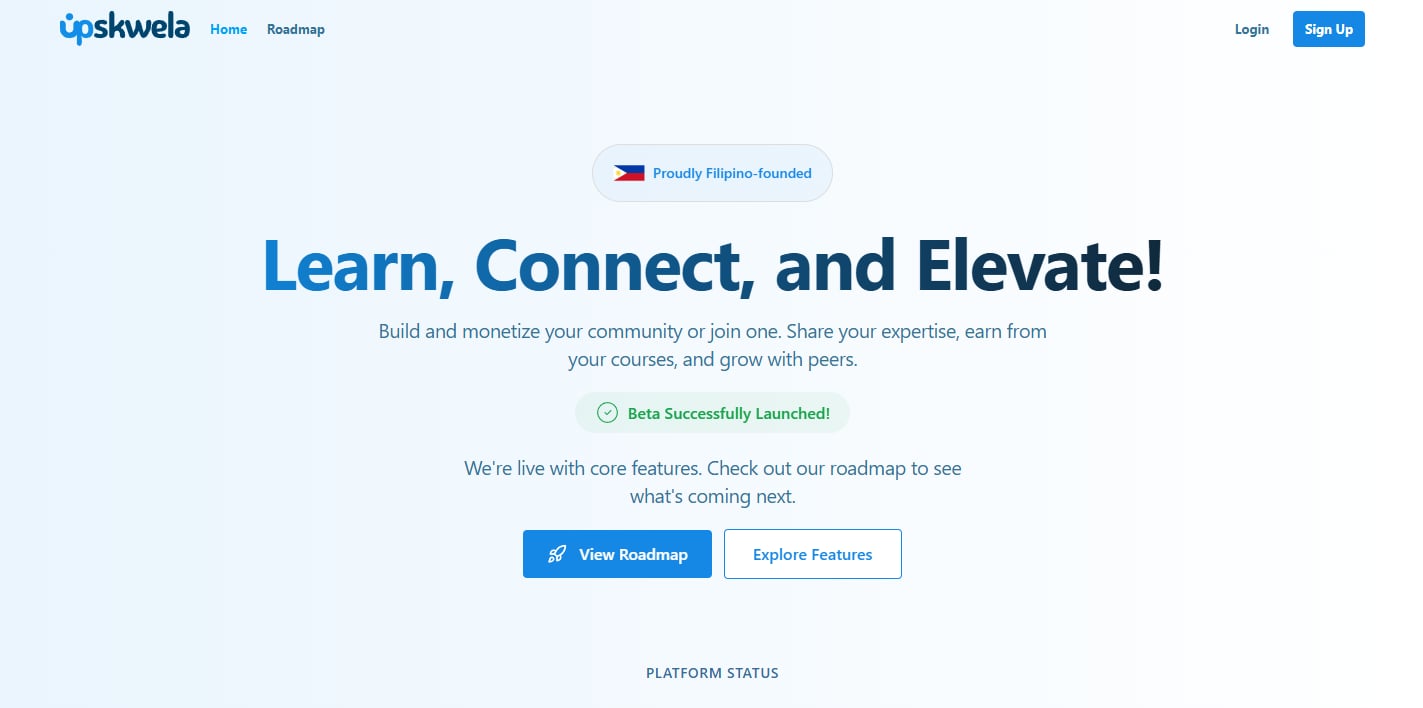 upskwela
Home
Roadmap
Login
Sign Up
Proudly Filipino-founded
Learn, Connect, and Elevate!
Build and monetize your community or join one. Share your expertise, earn from
your courses, and grow with peers.
Beta Successfully Launched!
We're live with core features. Check out our roadmap to see
what's coming next.
View Roadmap
Explore Features
PLATFORM STATUS